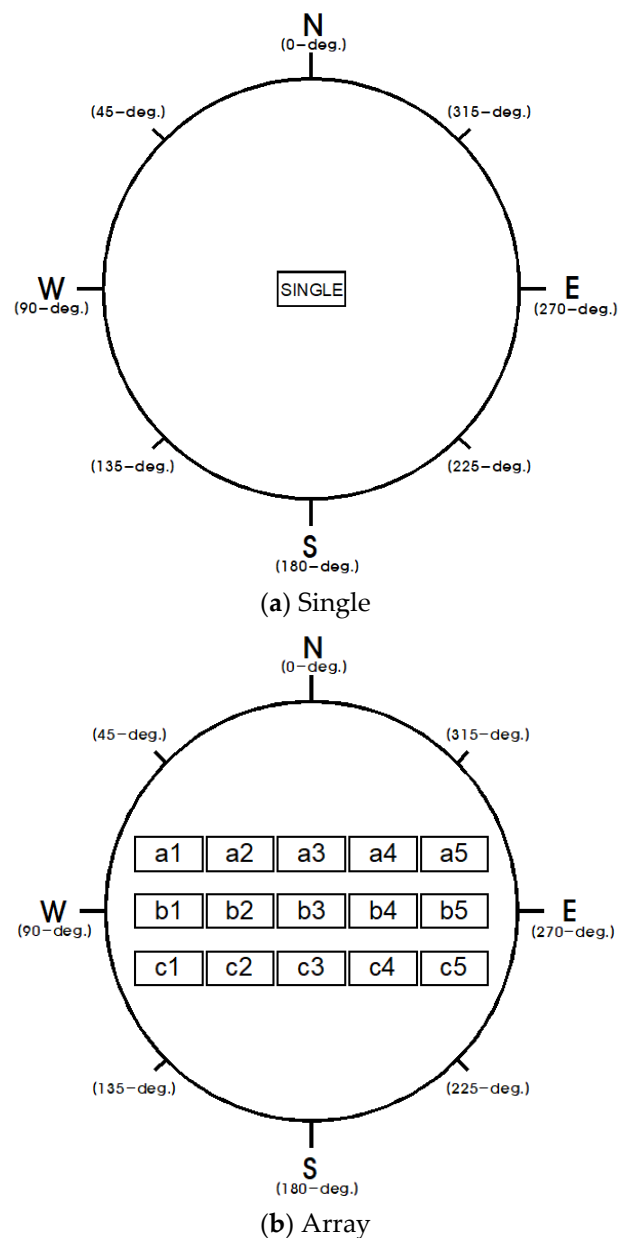 N
(0-deg.)
(45-deg.) (315-deg.)
W SINGLE E
(90-deg.) (270-deg.)
(135-deg.) (225-deg.)
S
(180-deg.)
(a) Single
N
(0-deg.)
(45-deg.) (315-deg.)
a1 a2 a3 a4 a5
W b1 b2 b3 b4 b5 E
(90-deg.) (270-deg.)
c1 c2 c3 c4 c5
(135-deg.) (225-deg.)
S
(180-deg.)
(b) Array